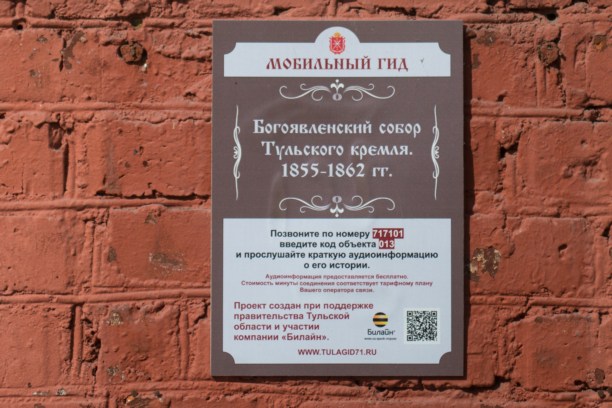 МОБИЛЬНЫЙ ГИД
Богоявленский собор
Тульского кремля.
1855-1862 гг.
Позвоните по номеру 717101
введите код объекта 013
и прослушайте краткую аудиоинформацию
о его истории.
Аудиоинформация предоставляется бесплатно.
Стоимость минуты соединения соответствует тарифному плану
Вашего оператора связи.
Проект создан при поддержке
правительства Тульской
области и участии
компании «Билайн».
Билайн
WWW.TULAGID71.RU